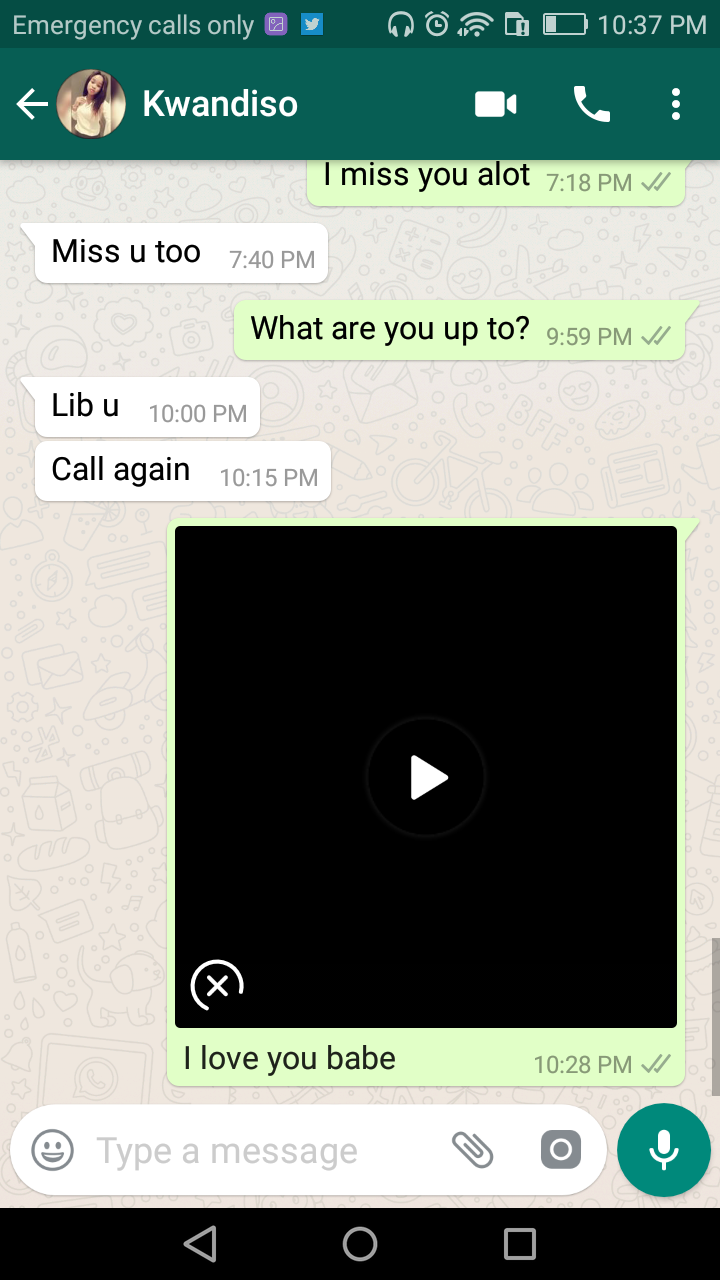 Emergency calls only 10:37 PM
Kwandiso
I miss you alot 7:18 PM
Miss u too 7:40 PM
What are you up to? 9:59 PM
Lib u 10:00 PM
Call again 10:15 PM
I love you babe 10:28 PM
Type a message